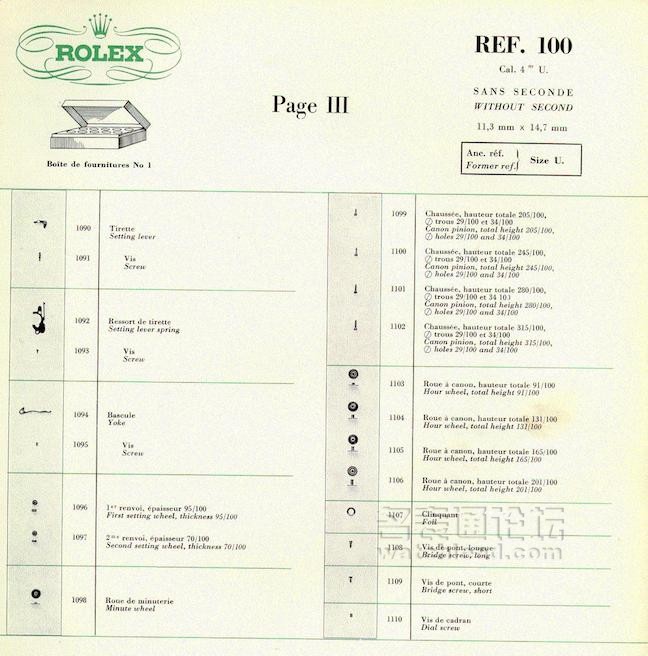 ROLEX
Boîte de fournitures No 1
Page III
REF. 100
Cal. 4''' U.
SANS SECONDE
WITHOUT SECOND
11,3 mm x 14,7 mm
Anc. réf.
Former ref.
Size U.
1090 Tirette
Setting lever
1091 Vis
Screw
1092 Ressort de tirette
Setting lever spring
1093 Vis
Screw
1094 Bascule
Yoke
1095 Vis
Screw
1096 1er renvoi, épaisseur 95/100
First setting wheel, thickness 95/100
1097 2me renvoi, épaisseur 70/100
Second setting wheel, thickness 70/100
1098 Roue de minuterie
Minute wheel
1099 Chaussée, hauteur totale 205/100,
∅ trous 29/100 et 34/100
Canon pinion, total height 205/100,
∅ holes 29/100 and 34/100
1100 Chaussée, hauteur totale 245/100,
∅ trous 29/100 et 34/100
Canon pinion, total height 245/100,
∅ holes 29/100 and 34/100
1101 Chaussée, hauteur totale 280/100,
∅ trous 29/100 et 34 10
Canon pinion, total height 280/100,
∅ holes 29/100 and 34/100
1102 Chaussée, hauteur totale 315/100,
∅ trous 29/100 et 34/100
Canon pinion, total height 315/100,
∅ holes 29/100 and 34/100
1103 Roue à canon, hauteur totale 91/100
Hour wheel, total height 91/100
1104 Roue à canon, hauteur totale 131/100
Hour wheel, total height 131/100
1105 Roue à canon, hauteur totale 165/100
Hour wheel, total height 165/100
1106 Roue à canon, hauteur totale 201/100
Hour wheel, total height 201/100
1107 Clinquant
Foil
名表通论坛
1108 Vis de pont, longue
Bridge screw, long
1109 Vis de pont, courte
Bridge screw, short
1110 Vis de cadran
Dial screw